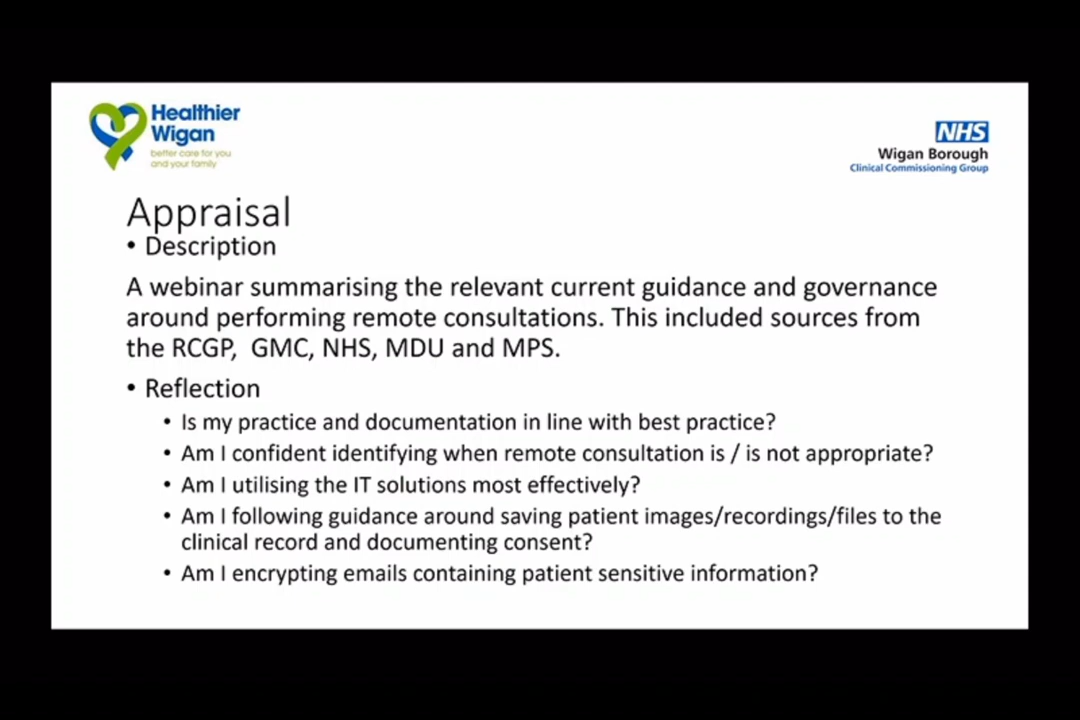 Healthier
Wigan
better care for you
and your family
NHS
Wigan Borough
Clinical Commissioning Group
Appraisal
• Description
A webinar summarising the relevant current guidance and governance
around performing remote consultations. This included sources from
the RCGP, GMC, NHS, MDU and MPS.
• Reflection
• Is my practice and documentation in line with best practice?
• Am I confident identifying when remote consultation is / is not appropriate?
• Am I utilising the IT solutions most effectively?
• Am I following guidance around saving patient images/recordings/files to the
clinical record and documenting consent?
• Am I encrypting emails containing patient sensitive information?